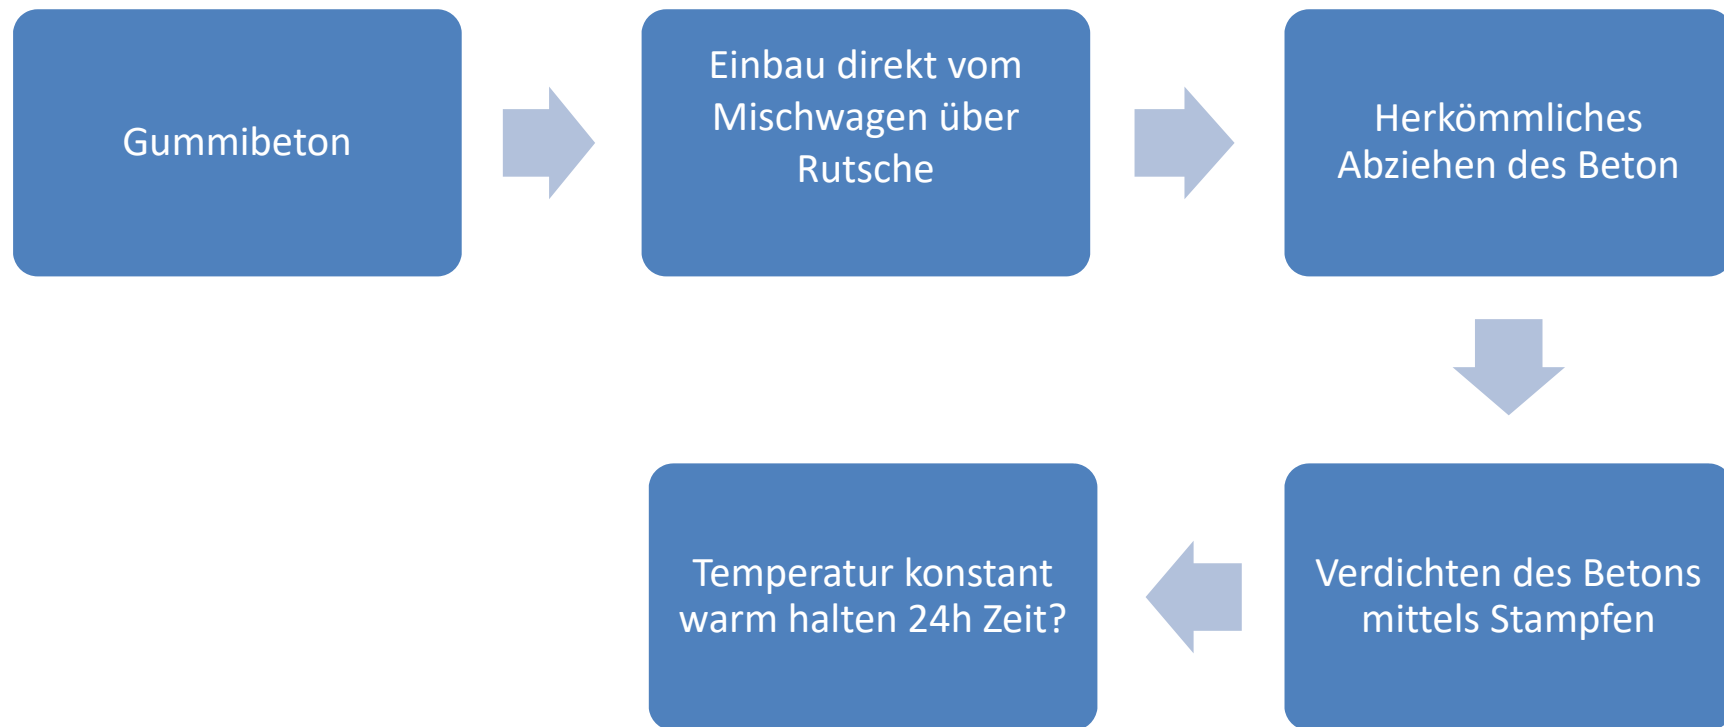 Gummibeton
Einbau direkt vom
Mischwagen über
Rutsche
Herkömmliches
Abziehen des Beton
Verdichten des Betons
mittels Stampfen
Temperatur konstant
warm halten 24h Zeit?